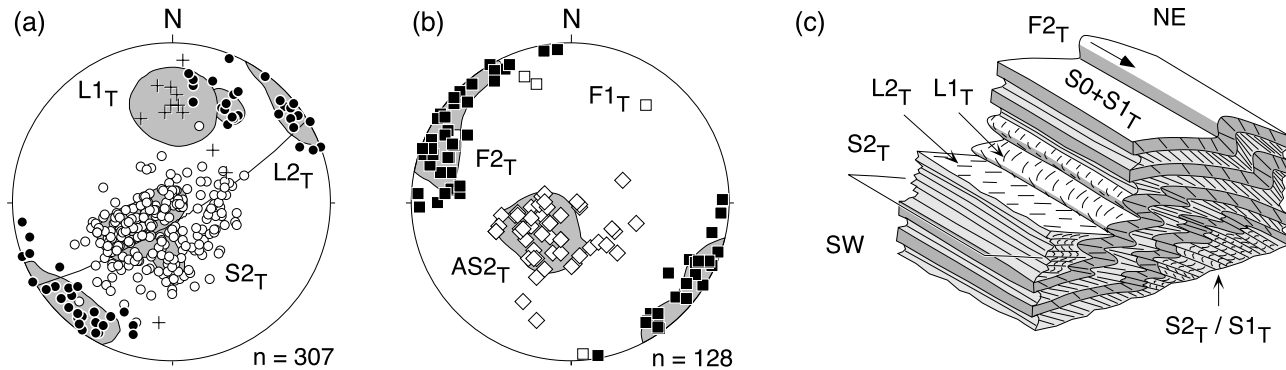 (a)
N
L1T
L2T
S2T
n = 307
(b)
N
F1T
F2T
AS2T
n = 128
(c)
F2T
NE
L2T
L1T
S0+S1T
S2T
SW
S2T / S1T